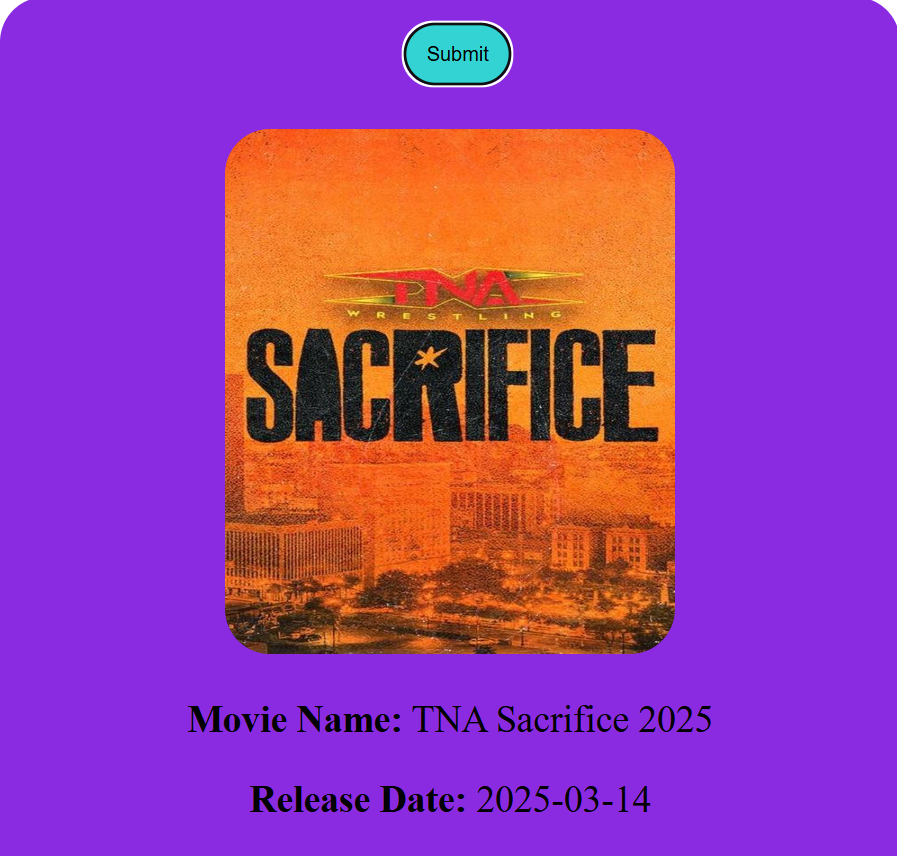 Submit
TNA
WRESTLING
SACRIFICE
Movie Name: TNA Sacrifice 2025
Release Date: 2025-03-14